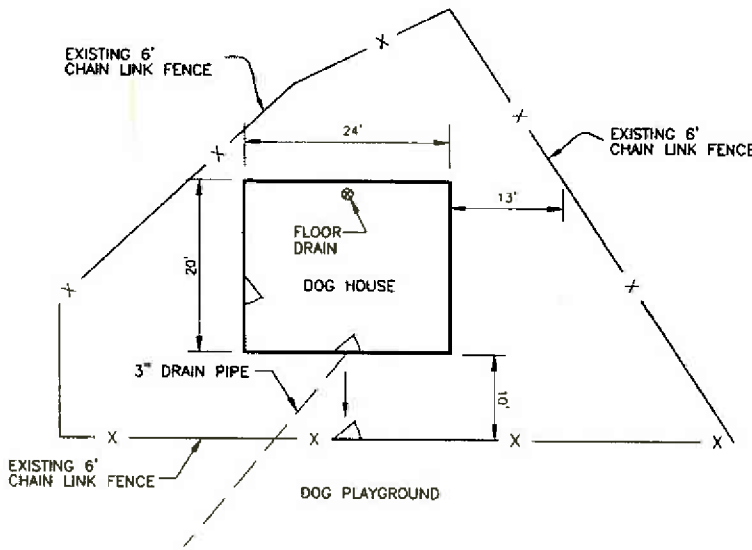 EXISTING 6'
CHAIN LINK FENCE
X
24'
X
EXISTING 6'
CHAIN LINK FENCE
X
13'
FLOOR
DRAIN
20'
DOG HOUSE
X
X
3" DRAIN PIPE
10'
X
X
X
X
EXISTING 6'
CHAIN LINK FENCE
DOG PLAYGROUND